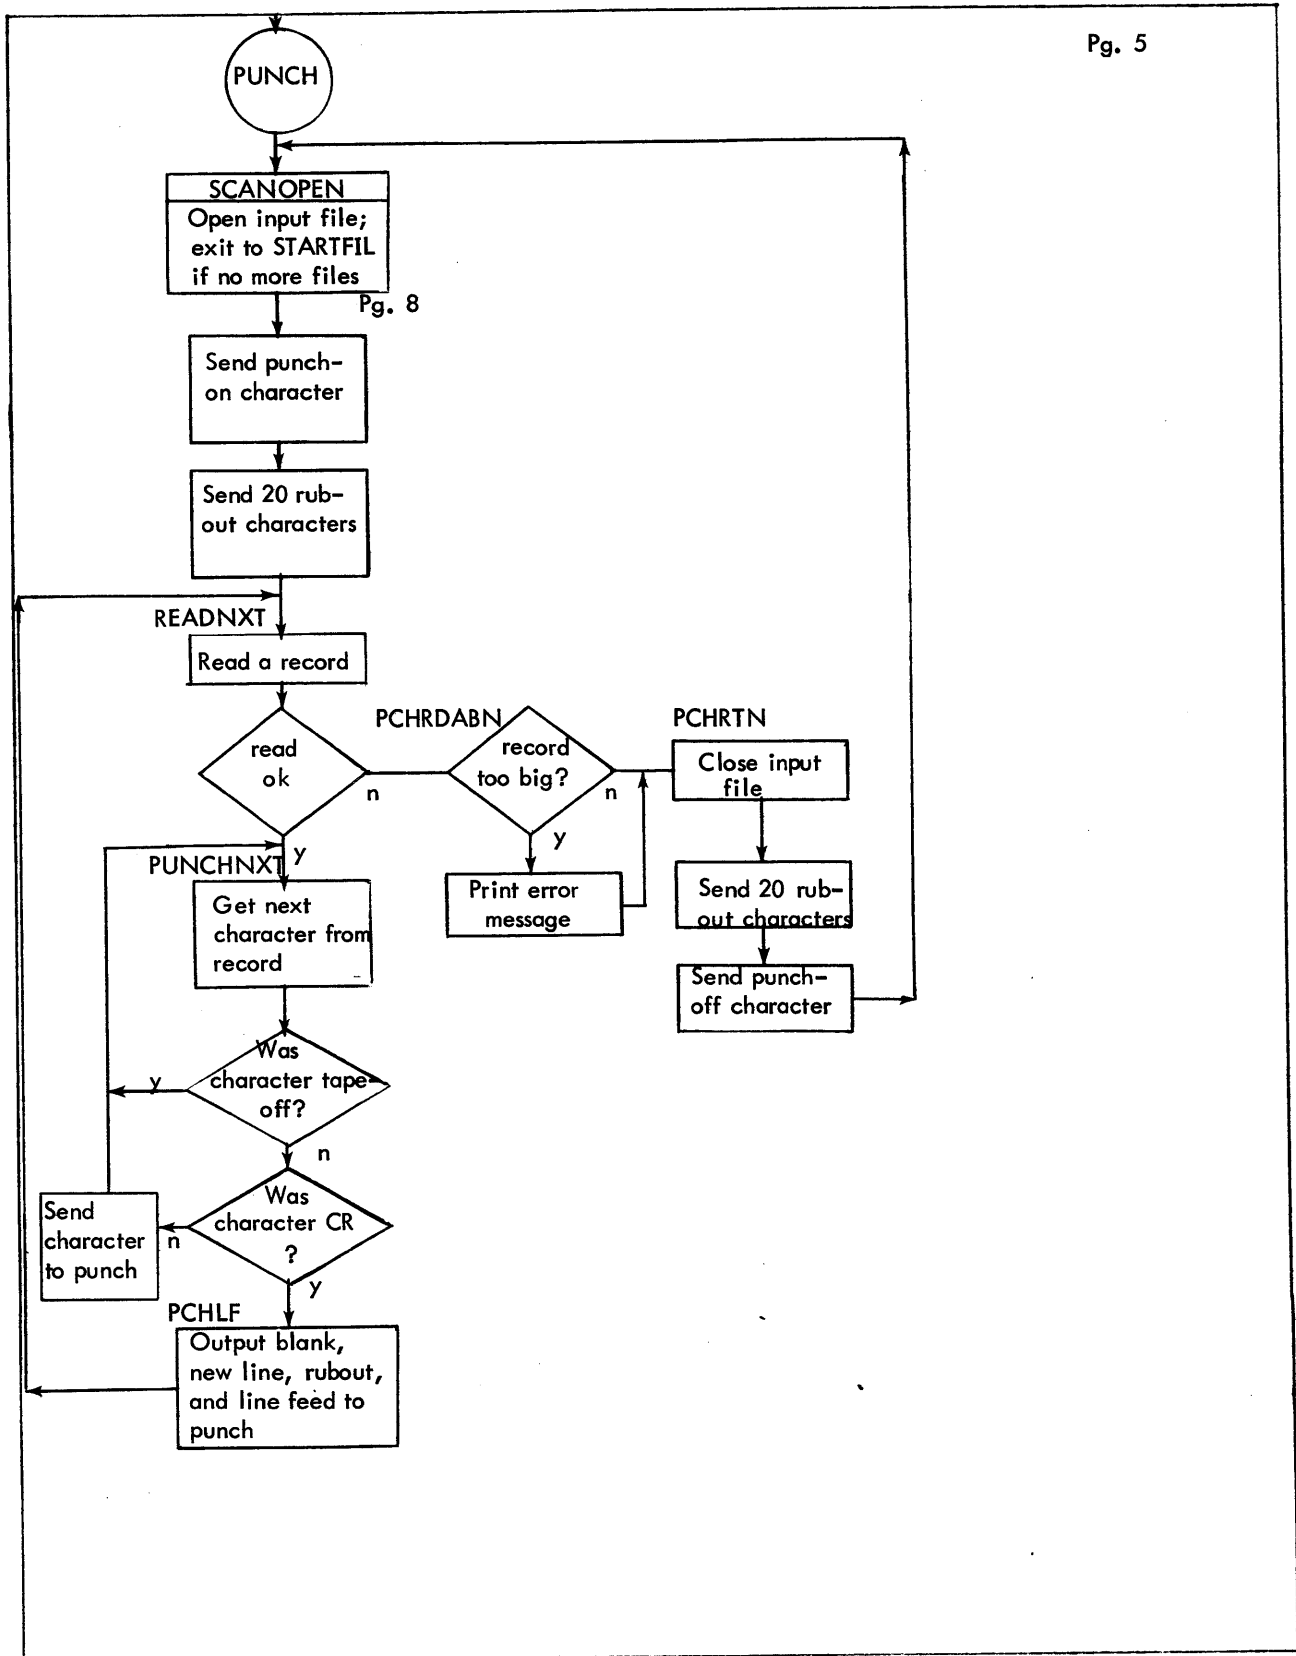 Pg. 5
PUNCH
SCANOPEN
Open input file;
exit to STARTFIL
if no more files
Pg. 8
Send punch-
on character
Send 20 rub-
out characters
READNXT
Read a record
read
ok
n
y
PCHRDABN
record
too big?
n
y
Print error
message
PCHRTN
Close input
file
Send 20 rub-
out characters
Send punch-
off character
PUNCHNXT
Get next
character from
record
Was
character tape-
off?
y
n
Was
character CR
?
n
y
Send
character
to punch
PCHLF
Output blank,
new line, rubout,
and line feed to
punch